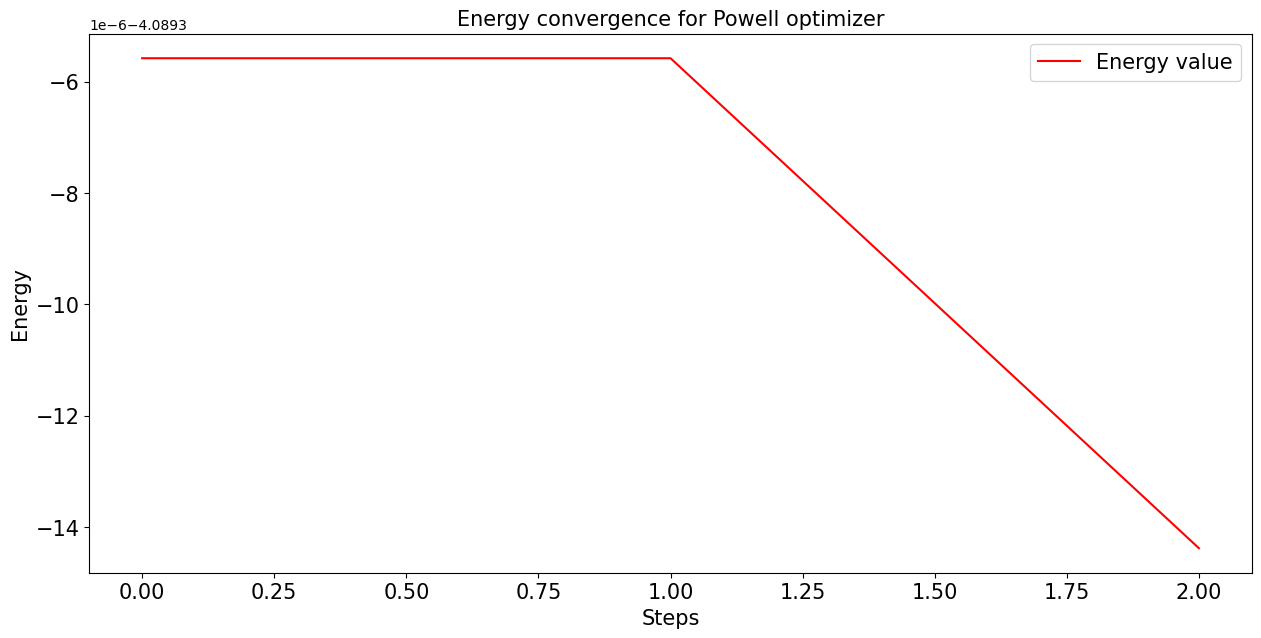 Energy convergence for Powell optimizer
1e−6−4.0893
Energy value
−6
−8
−10
−12
−14
Energy
0.00 0.25 0.50 0.75 1.00 1.25 1.50 1.75 2.00
Steps